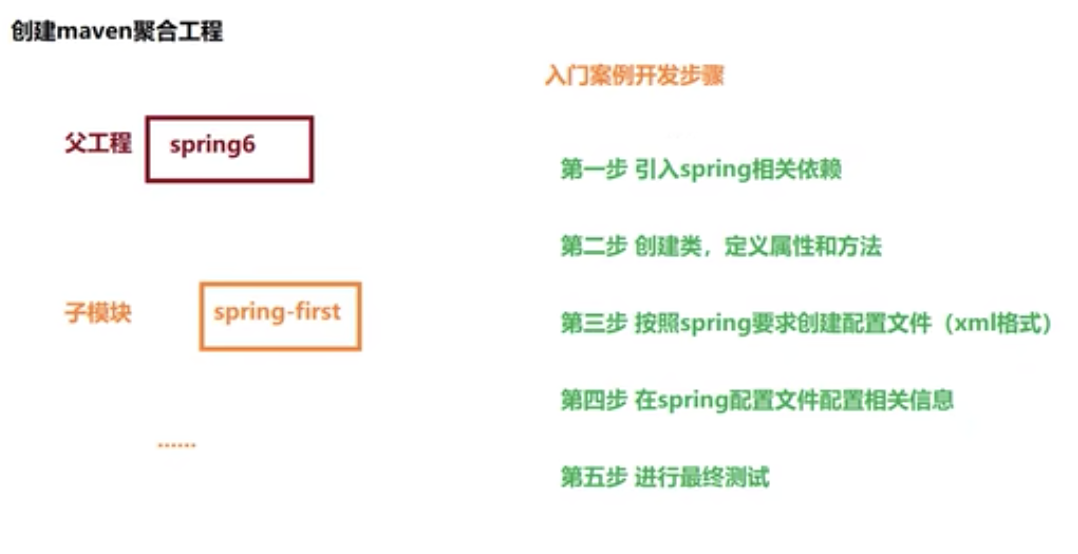 创建maven聚合工程
父工程 spring6
子模块 spring-first
......
入门案例开发步骤
第一步 引入spring相关依赖
第二步 创建类，定义属性和方法
第三步 按照spring要求创建配置文件（xml格式）
第四步 在spring配置文件配置相关信息
第五步 进行最终测试